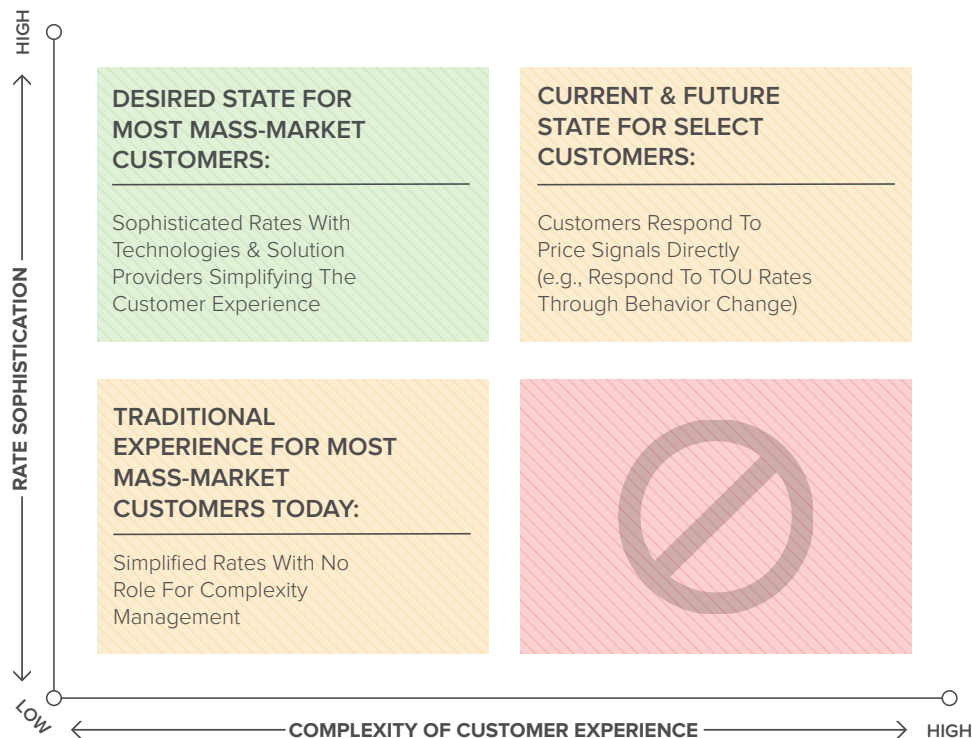 HIGH
RATE SOPHISTICATION
LOW
DESIRED STATE FOR
MOST MASS-MARKET
CUSTOMERS:
Sophisticated Rates With
Technologies & Solution
Providers Simplifying The
Customer Experience
CURRENT & FUTURE
STATE FOR SELECT
CUSTOMERS:
Customers Respond To
Price Signals Directly
(e.g., Respond To TOU Rates
Through Behavior Change)
TRADITIONAL
EXPERIENCE FOR MOST
MASS-MARKET
CUSTOMERS TODAY:
Simplified Rates With No
Role For Complexity
Management
COMPLEXITY OF CUSTOMER EXPERIENCE
HIGH